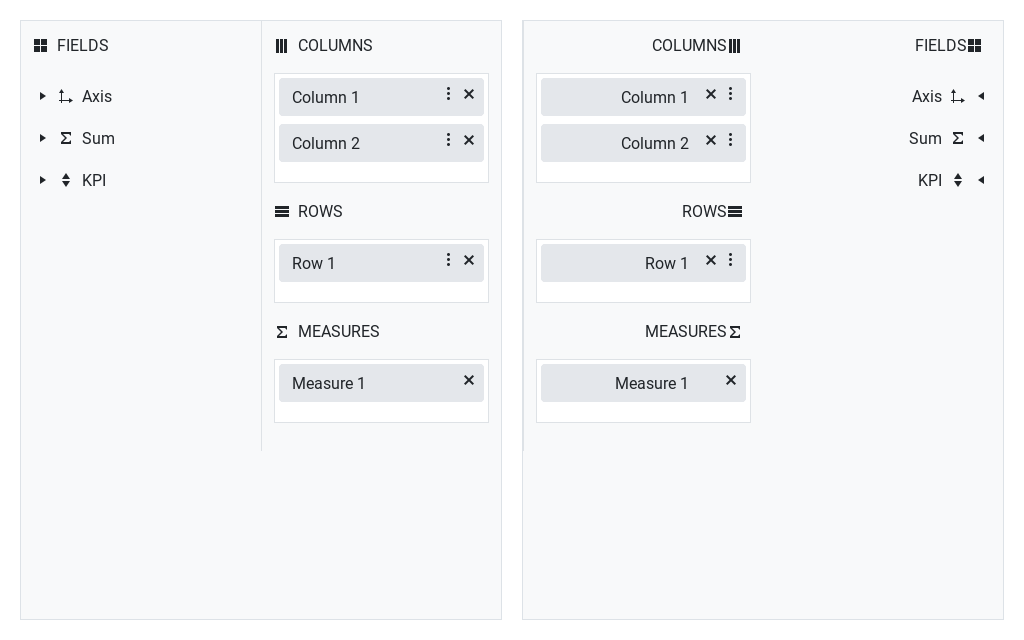 FIELDS
Axis
Sum
KPI
COLUMNS
Column 1
Column 2
ROWS
Row 1
MEASURES
Measure 1
COLUMNS
Column 1
Column 2
ROWS
Row 1
MEASURES
Measure 1
FIELDS
Axis
Sum
KPI